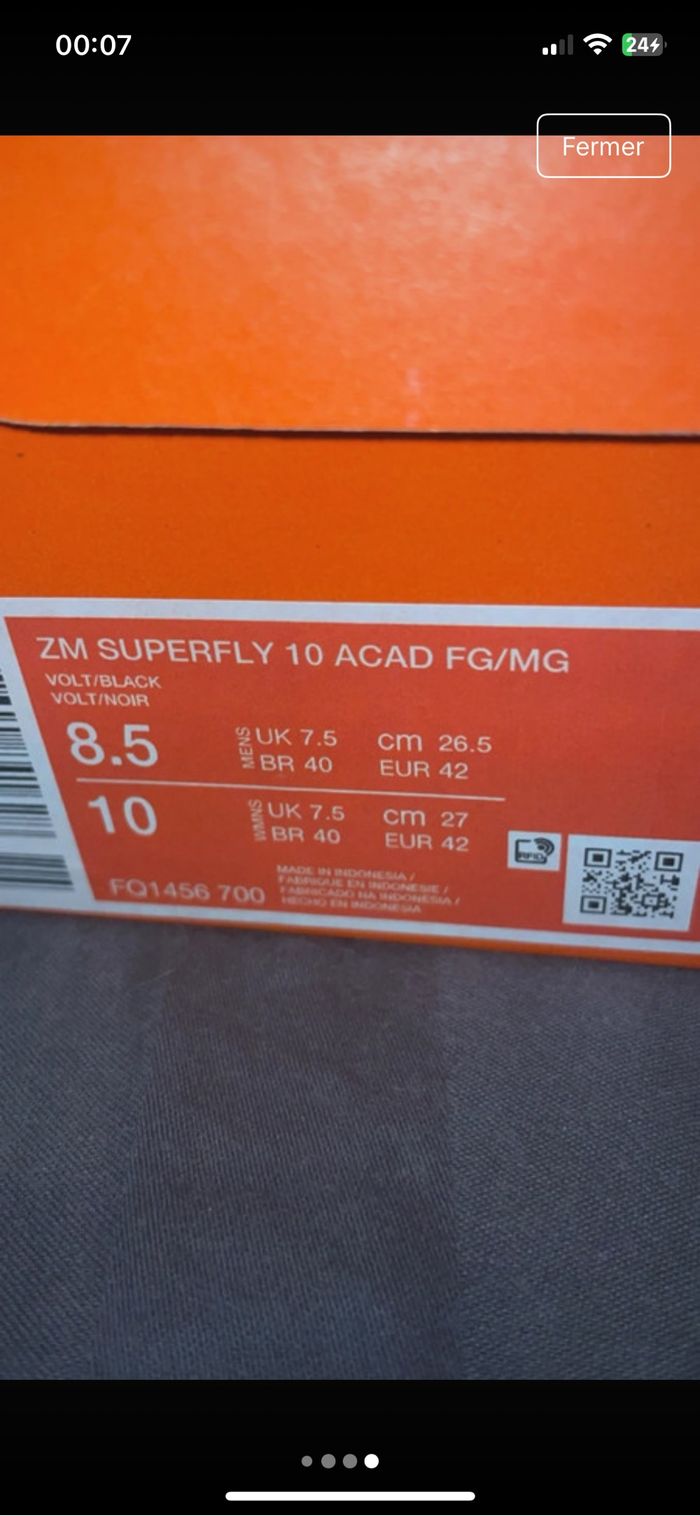 00:07
24
Fermer
ZM SUPERFLY 10 ACAD FG/MG
VOLT/BLACK
VOLT/NOIR
8.5 MENS UK 7.5 cm 26.5
BR 40 EUR 42
10 WMNS UK 7.5 cm 27
BR 40 EUR 42
RFID
FQ1456 700
MADE IN INDONESIA /
FABRIQUE EN INDONESIE /
FABRICADO NA INDONESIA /
HECHO EN INDONESIA